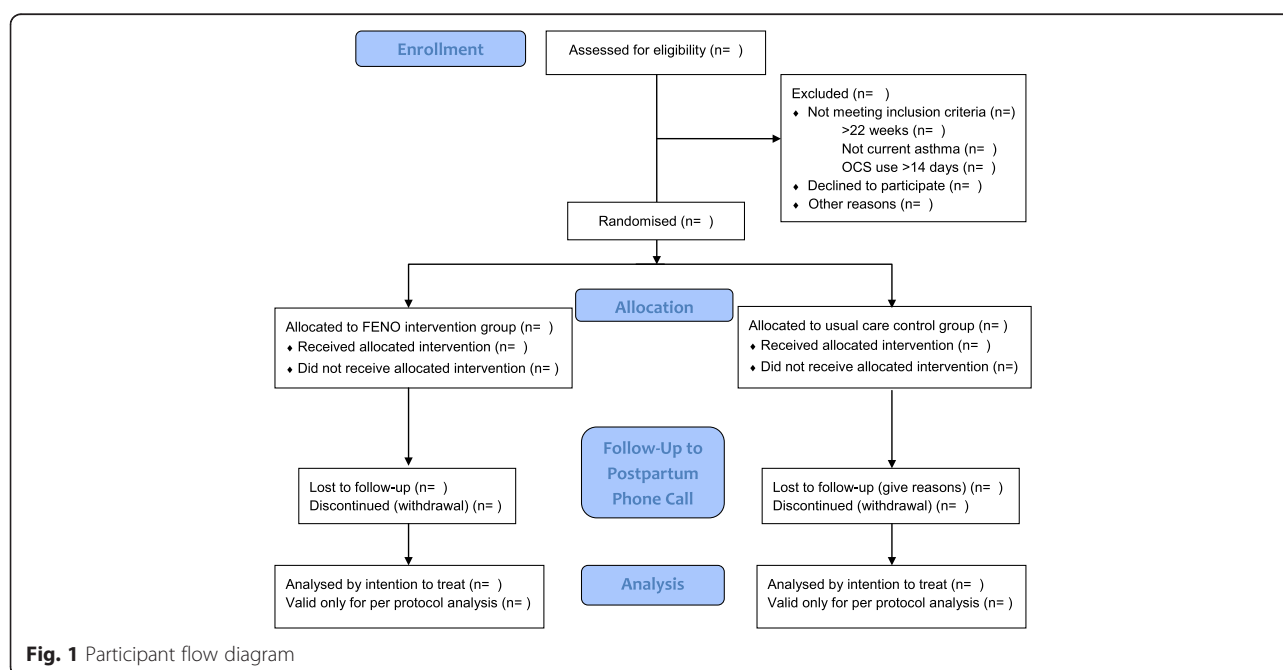 Enrollment
Assessed for eligibility (n=  )
Excluded (n=  )
♦ Not meeting inclusion criteria (n=)
>22 weeks (n=  )
Not current asthma (n=  )
OCS use >14 days (n=  )
♦ Declined to participate (n=  )
♦ Other reasons (n=  )
Randomised (n=  )
Allocation
Allocated to FENO intervention group (n=  )
♦ Received allocated intervention (n=  )
♦ Did not receive allocated intervention (n= )
Allocated to usual care control group (n=  )
♦ Received allocated intervention (n=  )
♦ Did not receive allocated intervention (n=)
Follow-Up to
Postpartum
Phone Call
Lost to follow-up (n=  )
Discontinued (withdrawal) (n=  )
Lost to follow-up (give reasons) (n=  )
Discontinued (withdrawal) (n=  )
Analysis
Analysed by intention to treat (n=  )
Valid only for per protocol analysis (n=  )
Analysed by intention to treat (n=  )
Valid only for per protocol analysis (n=  )
Fig. 1 Participant flow diagram